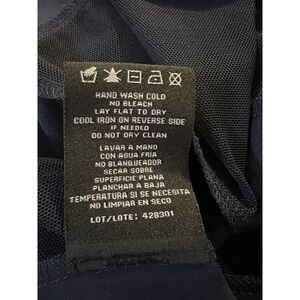 HAND WASH COLD
NO BLEACH
LAY FLAT TO DRY
COOL IRON ON REVERSE SIDE
IF NEEDED
DO NOT DRY CLEAN
LAVAR A MANO
CON AGUA FRIA
NO BLANQUEADOR
SECAR SOBRE
SUPERFICIE PLANA
PLANCHAR A BAJA
TEMPERATURA SI SE NECESITA
NO LIMPIAR EN SECO
LOT/LOTE: 428301